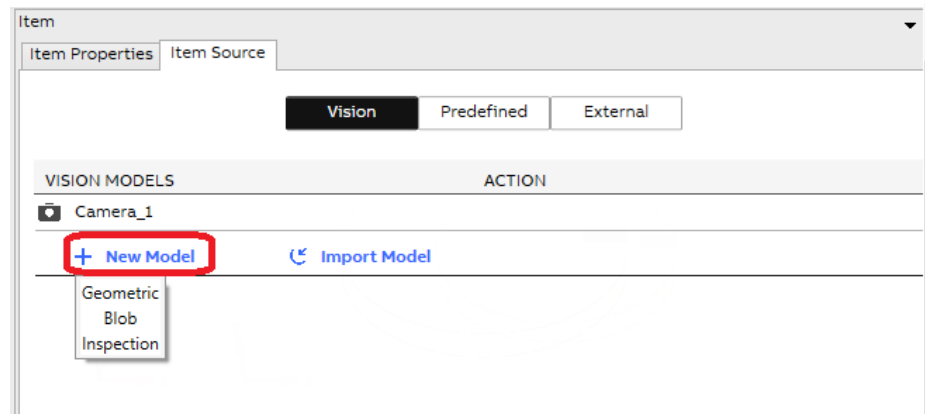 Item
Item Properties Item Source
Vision Predefined External
VISION MODELS ACTION
Camera_1
+ New Model Import Model
Geometric
Blob
Inspection